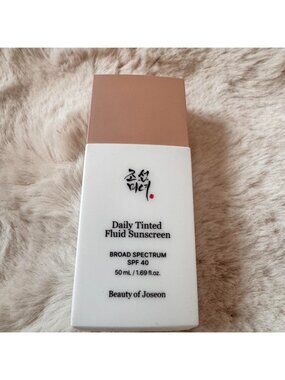 조선
미녀
Daily Tinted
Fluid Sunscreen
BROAD SPECTRUM
SPF 40
50 mL / 1.69 fl.oz.
Beauty of Joseon